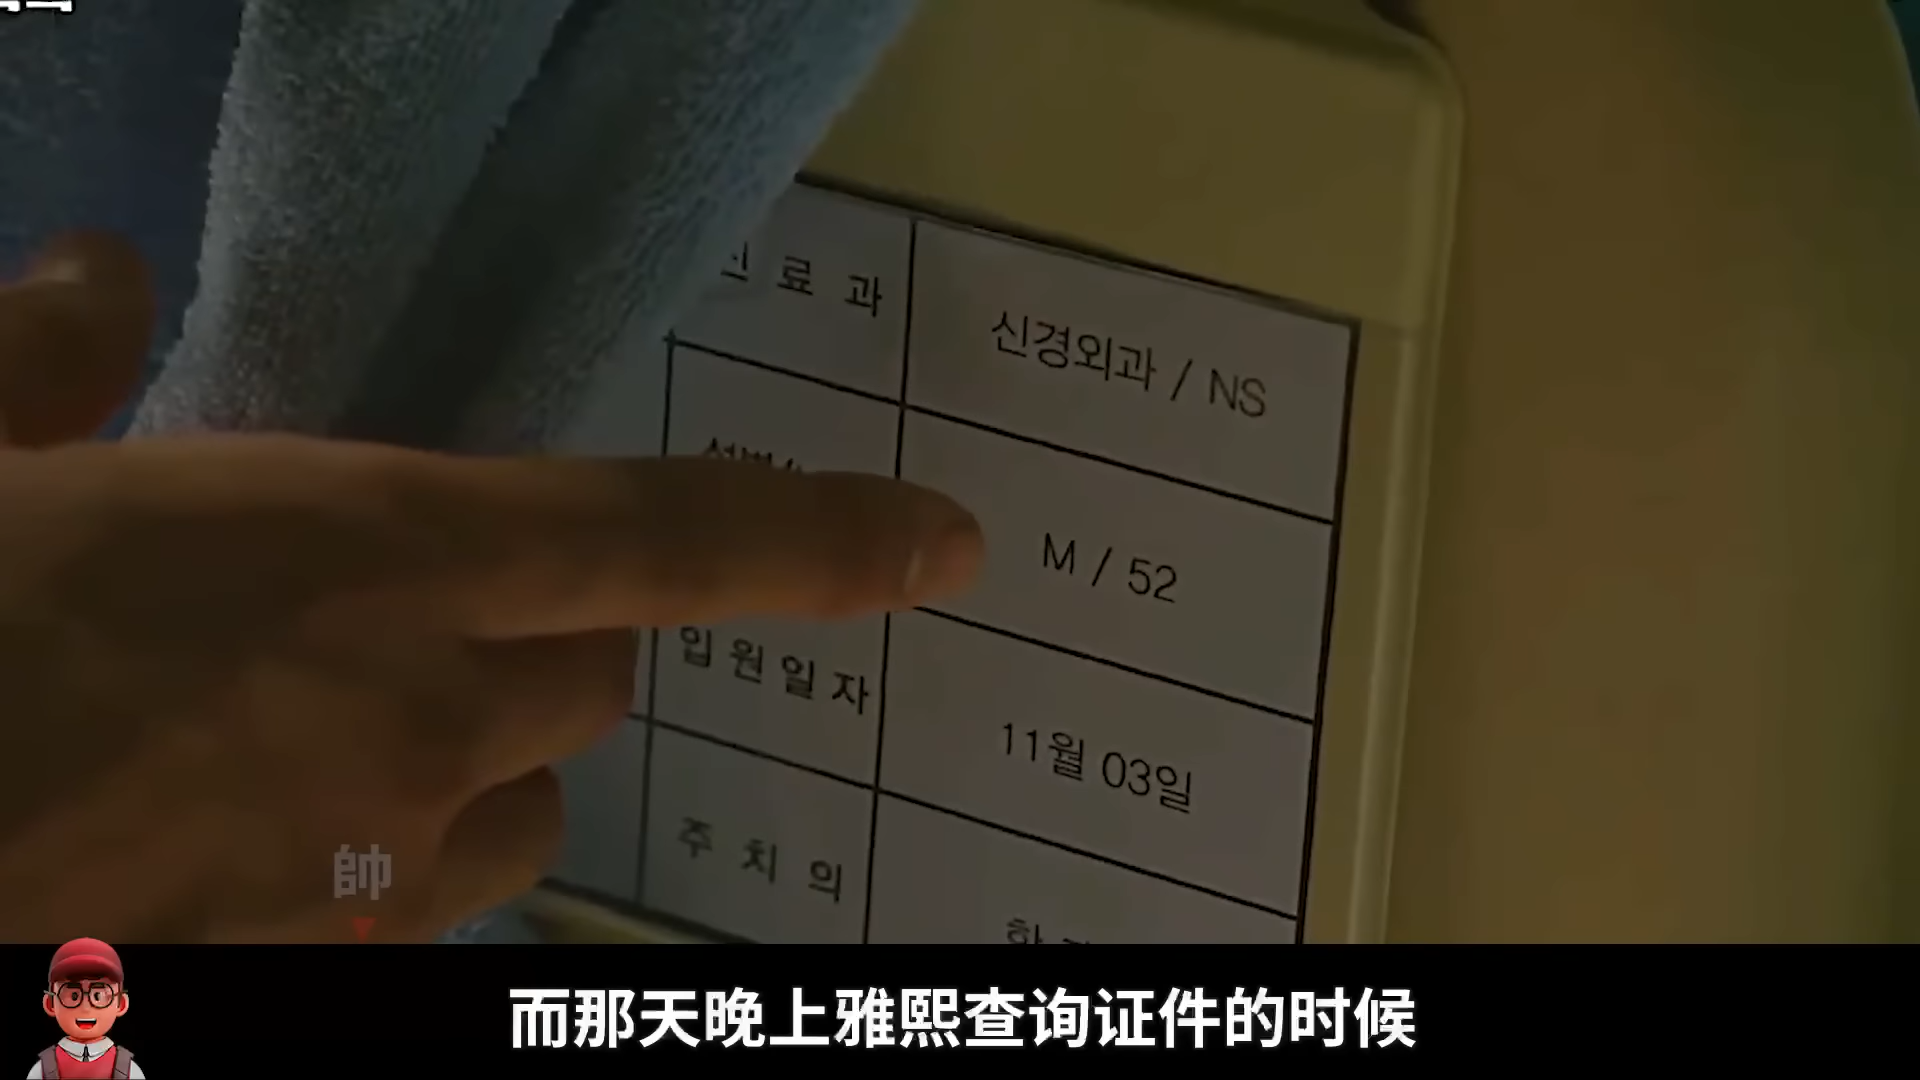 료 과
신경외과 / NS
M / 52
입 원 일 자
11월 03일
주 치 의
帥
而那天晚上雅熙查询证件的时候